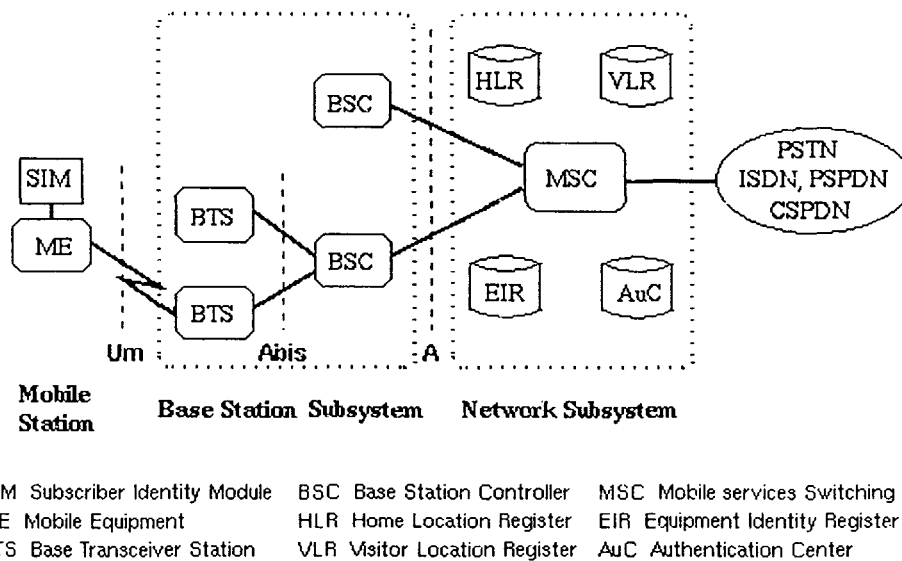 HLR
VLR
BSC
PSTN
ISDN, PSPDN
CSPDN
MSC
SIM
BTS
ME
BSC
BTS
EIR
AuC
Um
Abis
A
Mobile
Station
Base Station Subsystem
Network Subsystem
M Subscriber Identity Module BSC Base Station Controller MSC Mobile services Switching
E Mobile Equipment HLR Home Location Register EIR Equipment Identity Register
TS Base Transceiver Station VLR Visitor Location Register AuC Authentication Center